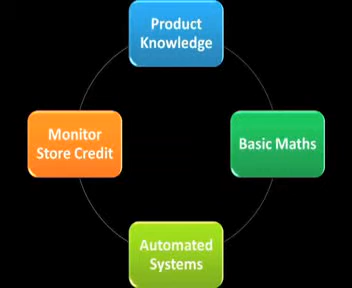 Product
Knowledge
Basic Maths
Automated
Systems
Monitor
Store Credit